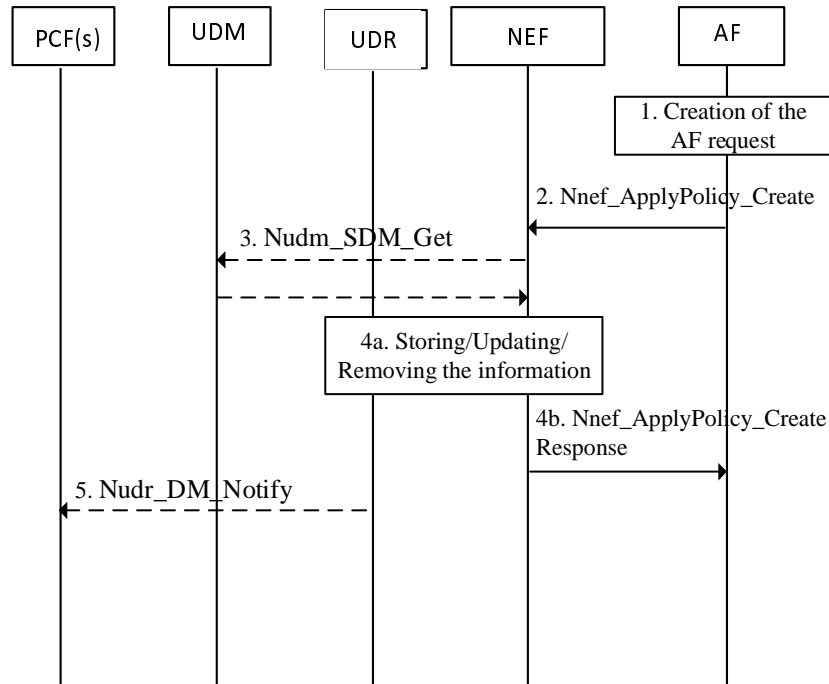 PCF(s)
UDM
UDR
NEF
AF
1. Creation of the
AF request
2. Nnef_ApplyPolicy_Create
3. Nudm_SDM_Get
4a. Storing/Updating/
Removing the information
4b. Nnef_ApplyPolicy_Create
Response
5. Nudr_DM_Notify